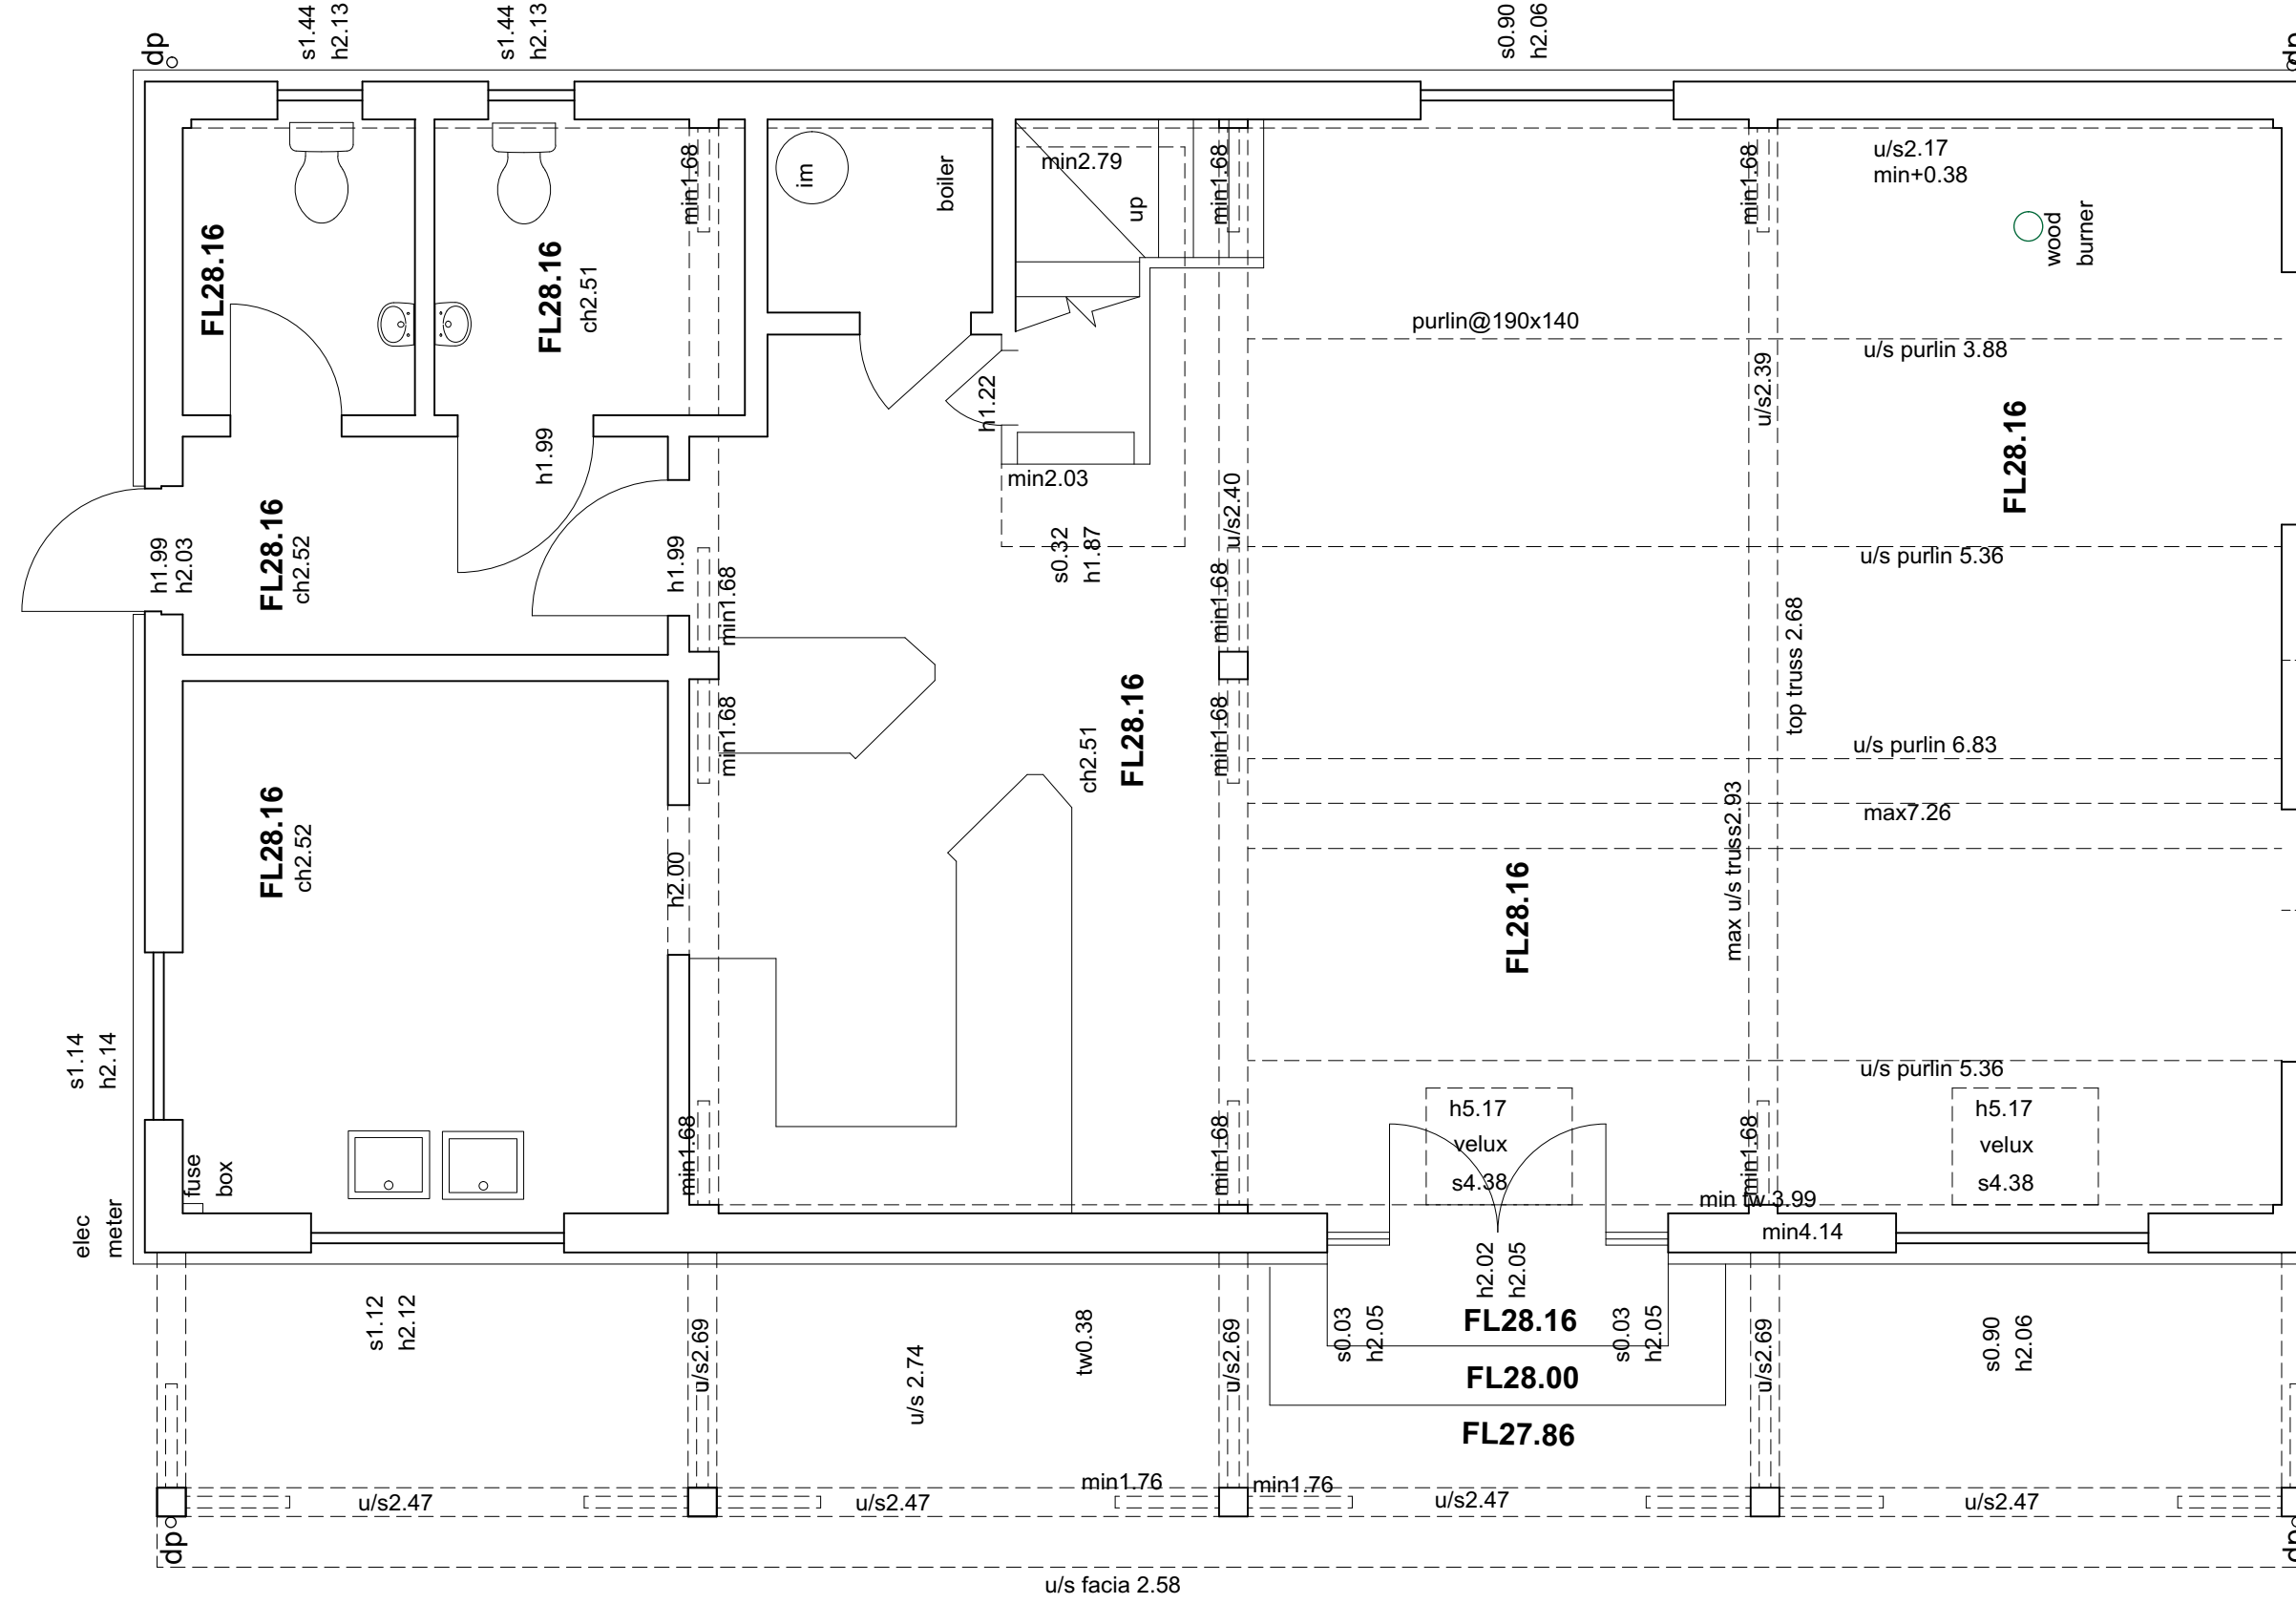 dp
s1.44
h2.13
s1.44
h2.13
s0.90
h2.06
dp
min1.68
im
boiler
min2.79
up
min1.68
min1.68
u/s2.17
min+0.38
wood
burner
FL28.16
FL28.16
ch2.51
purlin@190x140
u/s purlin 3.88
h1.22
u/s2.39
FL28.16
h1.99
min2.03
u/s2.40
h1.99
h2.03
FL28.16
ch2.52
h1.99
s0.32
h1.87
u/s purlin 5.36
min1.68
min1.68
top truss 2.68
min1.68
ch2.51
FL28.16
min1.68
u/s purlin 6.83
max7.26
FL28.16
ch2.52
h2.00
FL28.16
max u/s truss2.93
s1.14
h2.14
u/s purlin 5.36
h5.17
velux
s4.38
h5.17
velux
s4.38
fuse
box
min1.68
min1.68
min1.68
min tw 3.99
min4.14
elec
meter
h2.02
h2.05
s1.12
h2.12
u/s2.69
u/s 2.74
tw0.38
u/s2.69
s0.03
h2.05
FL28.16
s0.03
h2.05
u/s2.69
s0.90
h2.06
FL28.00
FL27.86
min1.76
min1.76
u/s2.47
u/s2.47
u/s2.47
u/s2.47
dp
dp
u/s facia 2.58